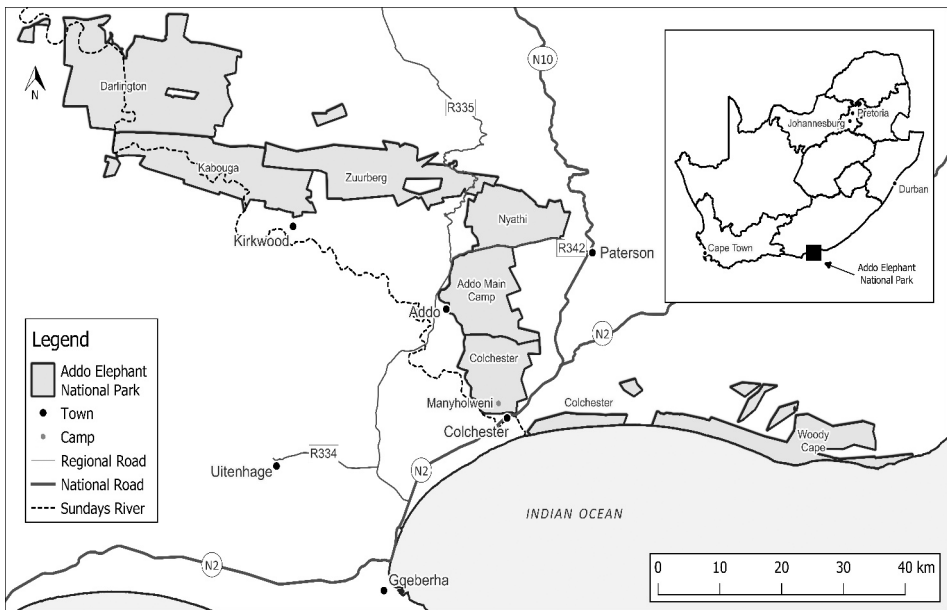 N10
Darlington
N
R335
Pretoria
Johannesburg
Kabouga
Zuurberg
Durban
Nyathi
Kirkwood
R342
Paterson
Cape Town
Addo Elephant
National Park
Addo Main
Camp
Addo
N2
Legend
Addo Elephant
National Park
Town
Camp
Regional Road
National Road
Sundays River
Colchester
Manyholweni
Colchester
Colchester
Woody
Cape
R334
Uitenhage
N2
INDIAN OCEAN
N2
Gqeberha
0 10 20 30 40 km